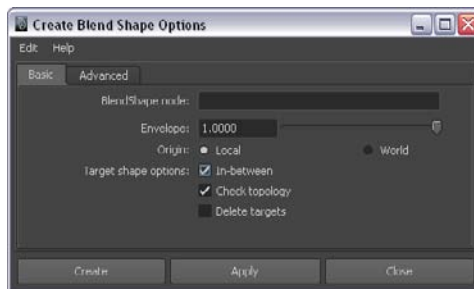 Create Blend Shape Options
Edit Help
Basic Advanced
BlendShape node:
Envelope: 1.0000
Origin: Local World
Target shape options: In-between
Check topology
Delete targets
Create Apply Close